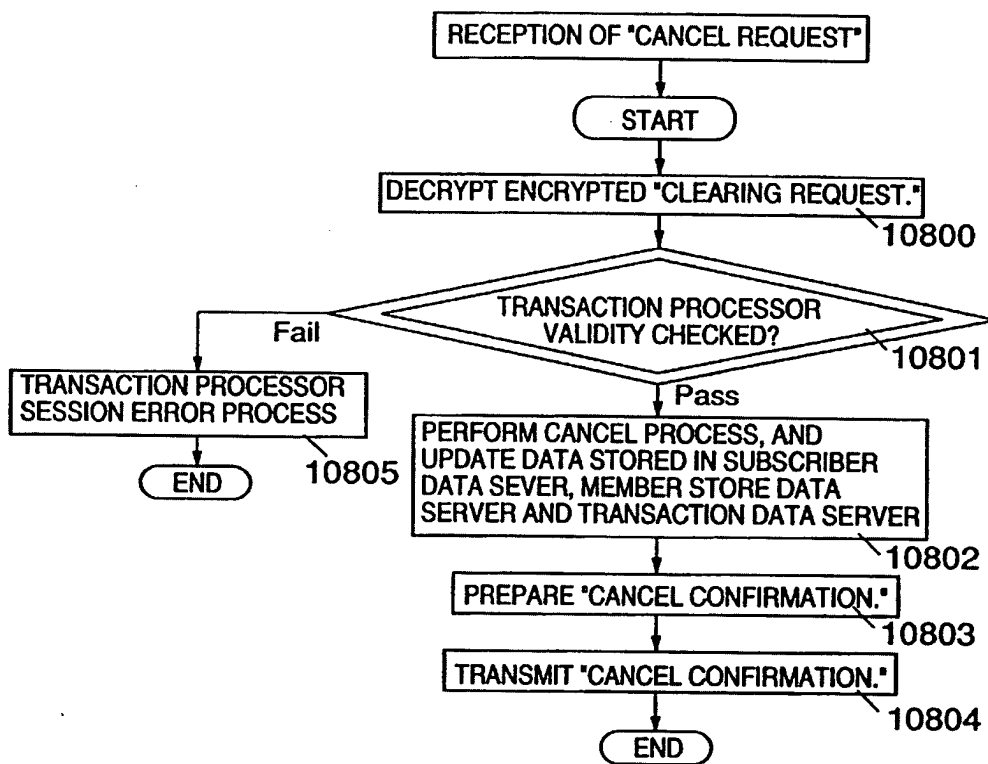 RECEPTION OF "CANCEL REQUEST"
START
DECRYPT ENCRYPTED "CLEARING REQUEST."
10800
TRANSACTION PROCESSOR
VALIDITY CHECKED?
10801
Fail
Pass
TRANSACTION PROCESSOR
SESSION ERROR PROCESS
10805
END
PERFORM CANCEL PROCESS, AND
UPDATE DATA STORED IN SUBSCRIBER
DATA SEVER, MEMBER STORE DATA
SERVER AND TRANSACTION DATA SERVER
10802
PREPARE "CANCEL CONFIRMATION."
10803
TRANSMIT "CANCEL CONFIRMATION."
10804
END